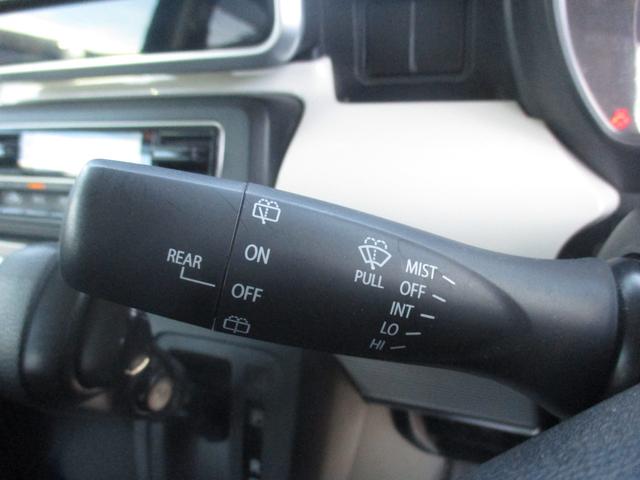 REAR
ON
OFF
PULL
MIST
OFF
INT
LO
HI